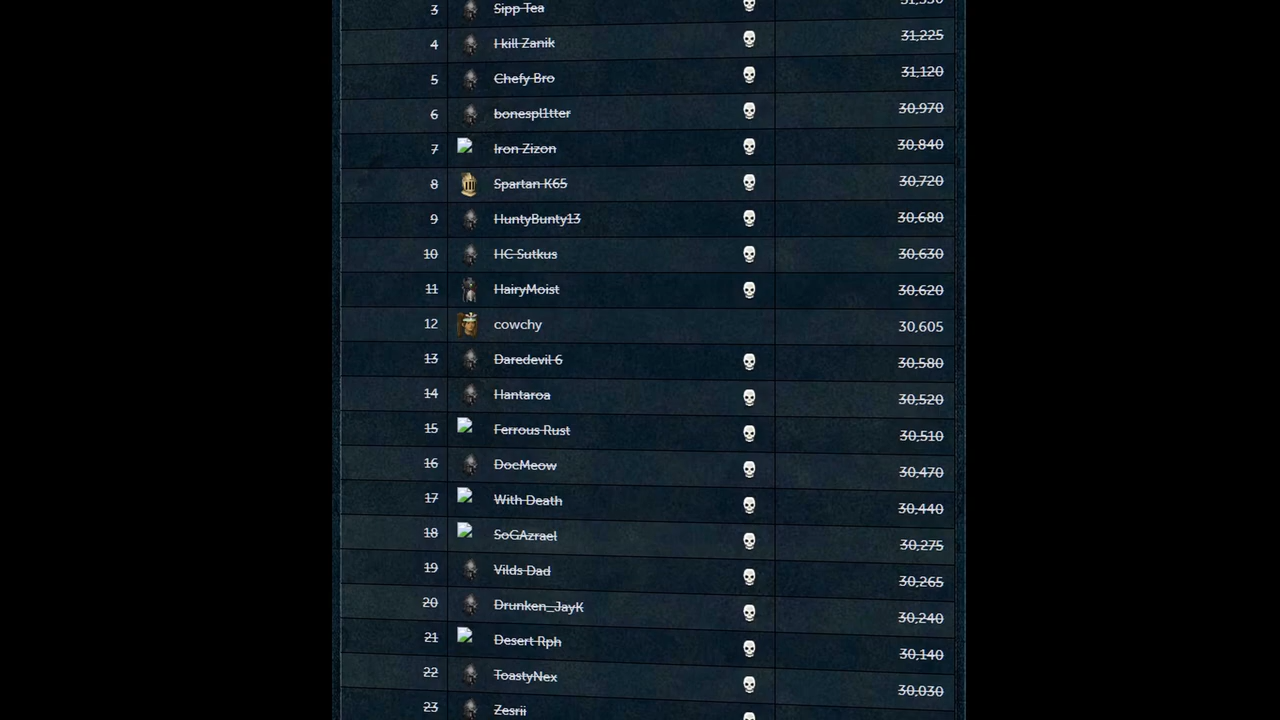 3 Sipp Tea
4 I kill Zanik 31,225
5 Chefy Bro 31,120
6 bonespl1tter 30,970
7 Iron Zizon 30,840
8 Spartan K65 30,720
9 HuntyBunty13 30,680
10 HC Sutkus 30,630
11 HairyMoist 30,620
12 cowchy 30,605
13 Daredevil 6 30,580
14 Hantaroa 30,520
15 Ferrous Rust 30,510
16 DocMeow 30,470
17 With Death 30,440
18 SoGAzrael 30,275
19 Vilds Dad 30,265
20 Drunken_JayK 30,240
21 Desert Rph 30,140
22 ToastyNex 30,030
23 Zesrii